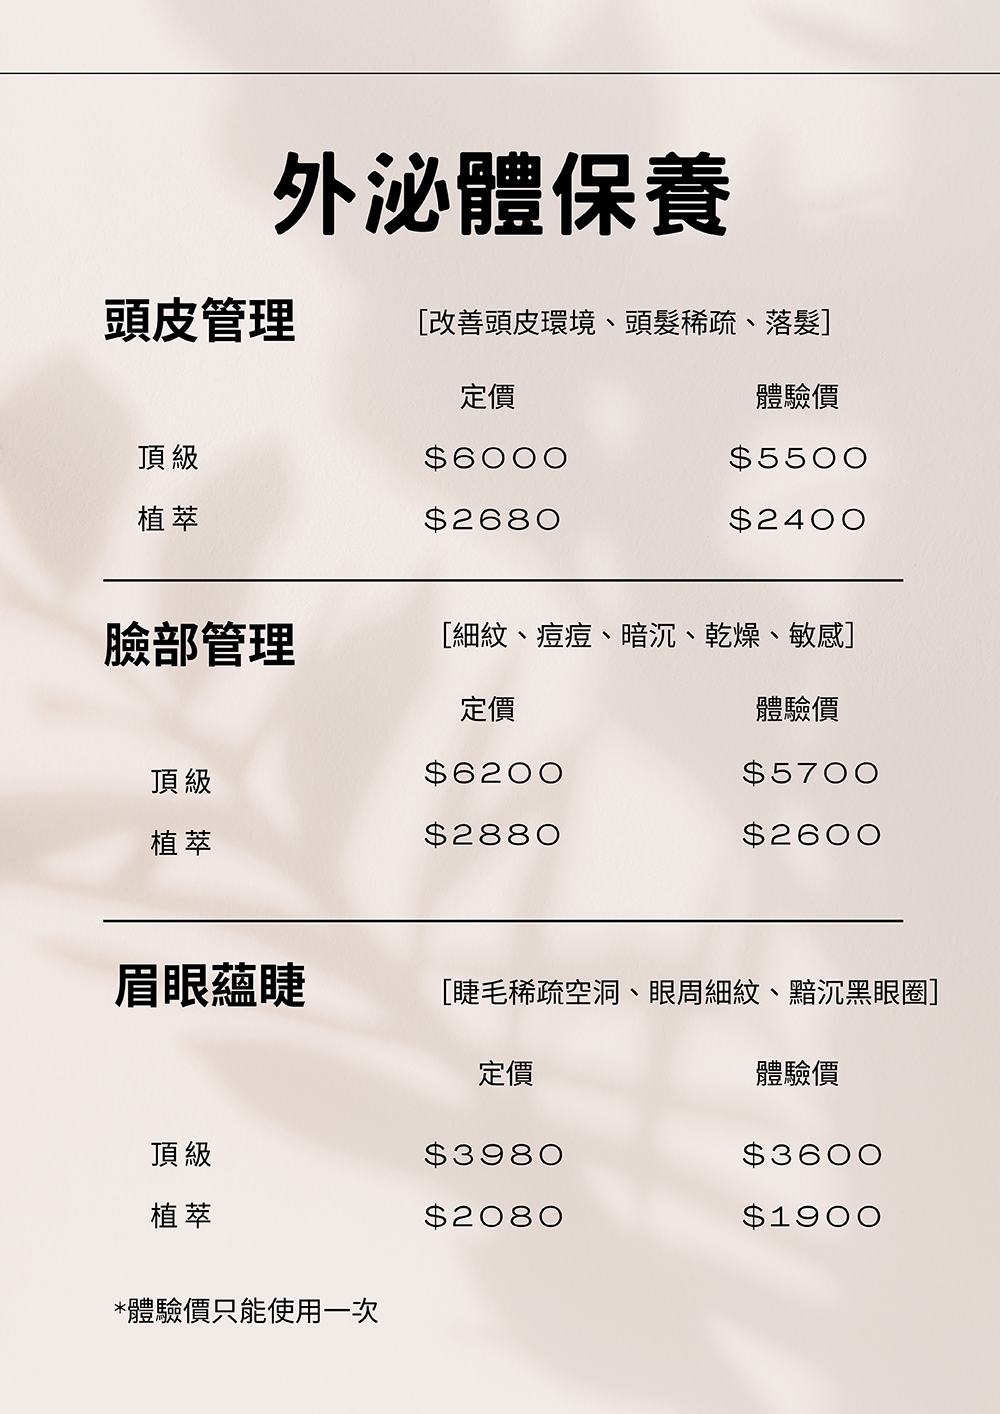 外泌體保養
頭皮管理 [改善頭皮環境、頭髮稀疏、落髮]
定價 體驗價
頂級 $6000 $5500
植萃 $2680 $2400
臉部管理 [細紋、痘痘、暗沉、乾燥、敏感]
定價 體驗價
頂級 $6200 $5700
植萃 $2880 $2600
眉眼蘊睫 [睫毛稀疏空洞、眼周細紋、黯沉黑眼圈]
定價 體驗價
頂級 $3980 $3600
植萃 $2080 $1900
*體驗價只能使用一次